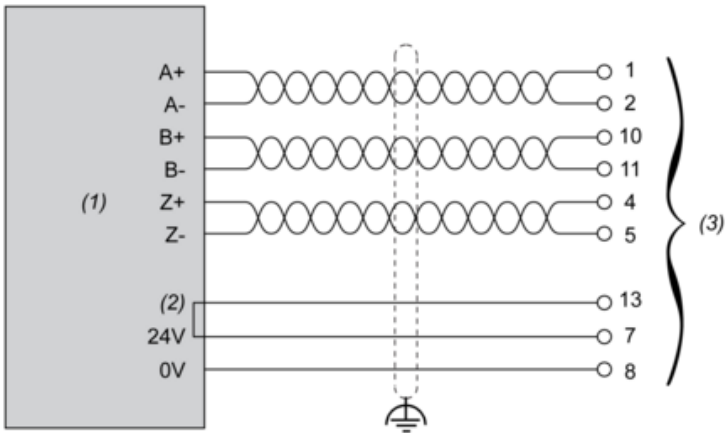 A+ 1
A- 2
B+ 10
B- 11
(1) Z+ 4 (3)
Z- 5
(2) 13
24V 7
0V 8